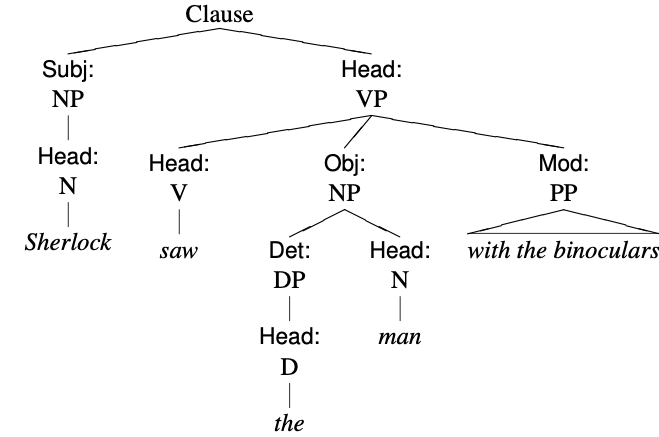 Clause
Subj: Head:
NP VP
Head: Head: Obj: Mod:
N V NP PP
Sherlock saw with the binoculars
Det: Head:
DP N
Head: man
D
the